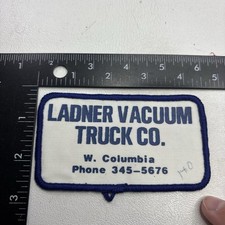 LADNER VACUUM
TRUCK CO.
W. Columbia
Phone 345-5676